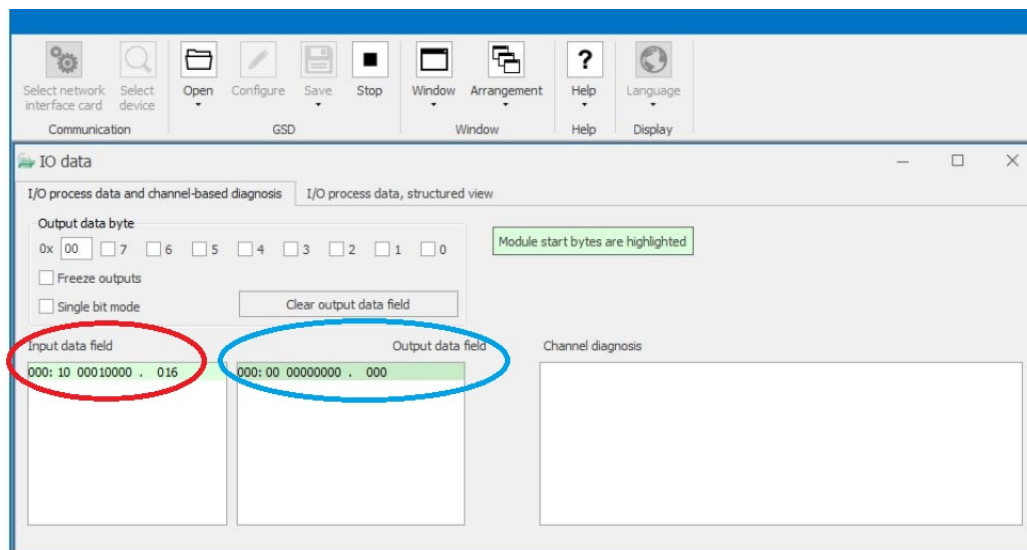 Select network interface card
Select device
Open
Configure
Save
Stop
Window
Arrangement
Help
Language
Communication
GSD
Window
Help
Display
IO data
I/O process data and channel-based diagnosis
I/O process data, structured view
Output data byte
0x 00 7 6 5 4 3 2 1 0
Module start bytes are highlighted
Freeze outputs
Single bit mode
Clear output data field
Input data field
Output data field
Channel diagnosis
000: 10 00010000 . 016
000: 00 00000000 . 000